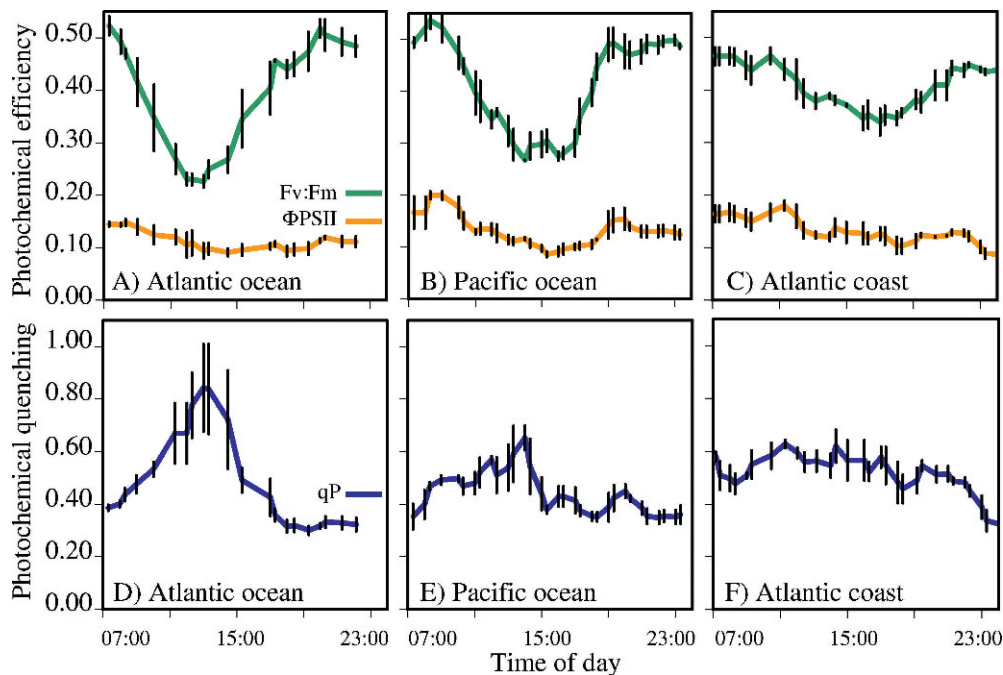 Photochemical efficiency
0.50
0.40
0.30
0.20
0.10
0.00
Fv:Fm
ΦPSII
A) Atlantic ocean
B) Pacific ocean
C) Atlantic coast
Photochemical quenching
1.00
0.80
0.60
0.40
0.20
0.00
qP
D) Atlantic ocean
E) Pacific ocean
F) Atlantic coast
07:00 15:00 23:00 07:00 15:00 23:00 07:00 15:00 23:00
Time of day